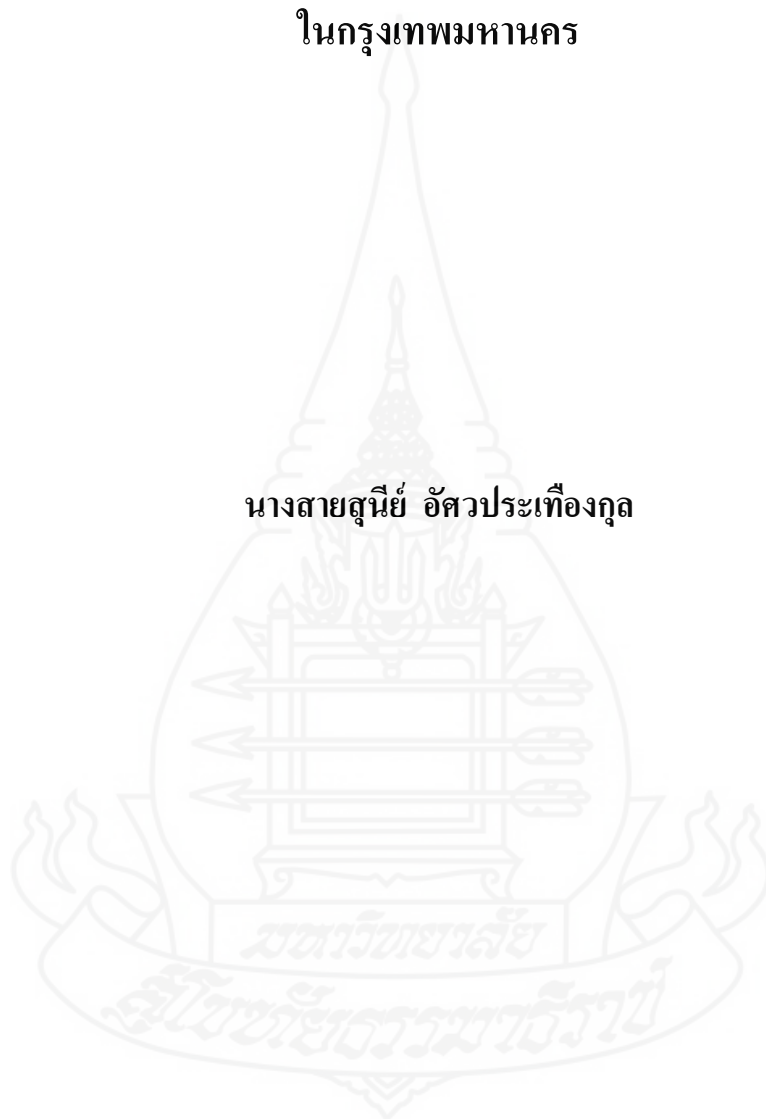 ในกรุงเทพมหานคร
นางสายสุนีย์ อัศวประเทืองกุล
มหาวิทยาลัย
สุโขทัยธรรมาธิราช